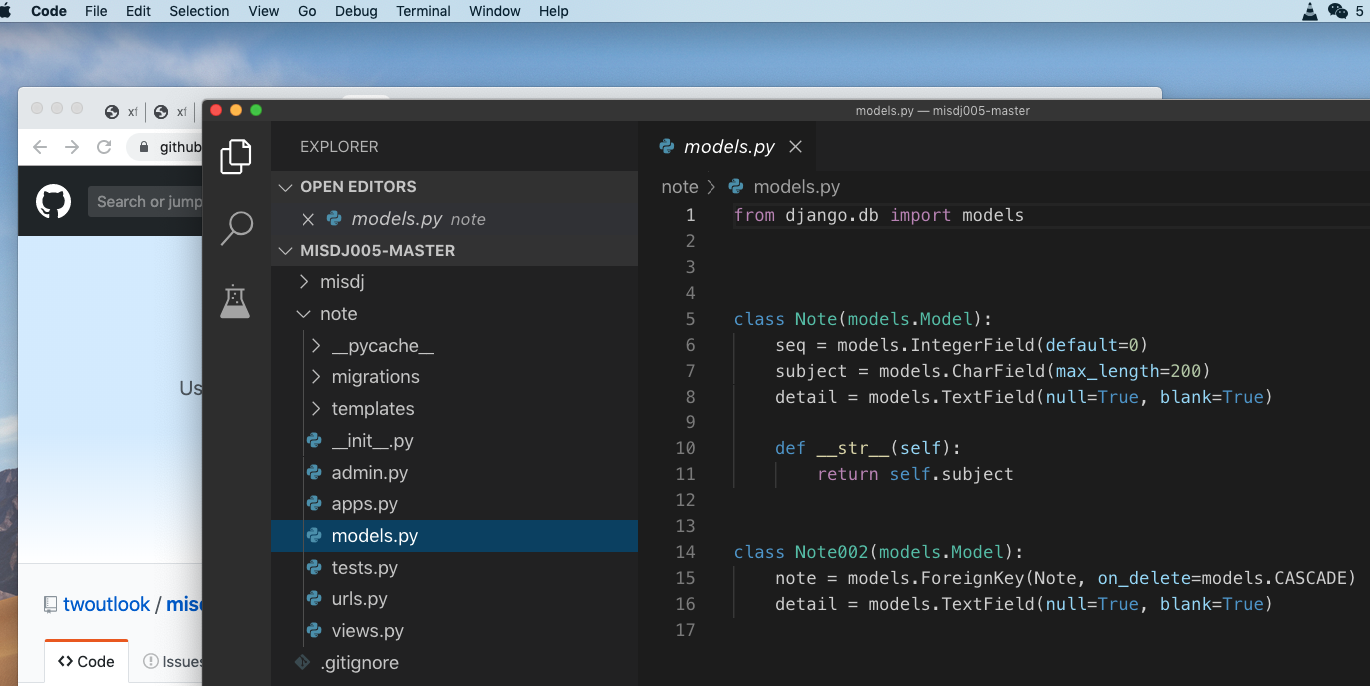 Code File Edit Selection View Go Debug Terminal Window Help 5
xf xf
models.py — misdj005-master
github
Search or jump
Us
twoutlook / misd
Code Issues
EXPLORER
OPEN EDITORS
models.py note
MISDJ005-MASTER
misdj
note
__pycache__
migrations
templates
__init__.py
admin.py
apps.py
models.py
tests.py
urls.py
views.py
.gitignore
models.py
note models.py
1 from django.db import models
2
3
4
5 class Note(models.Model):
6 seq = models.IntegerField(default=0)
7 subject = models.CharField(max_length=200)
8 detail = models.TextField(null=True, blank=True)
9
10 def __str__(self):
11 return self.subject
12
13
14 class Note002(models.Model):
15 note = models.ForeignKey(Note, on_delete=models.CASCADE)
16 detail = models.TextField(null=True, blank=True)
17